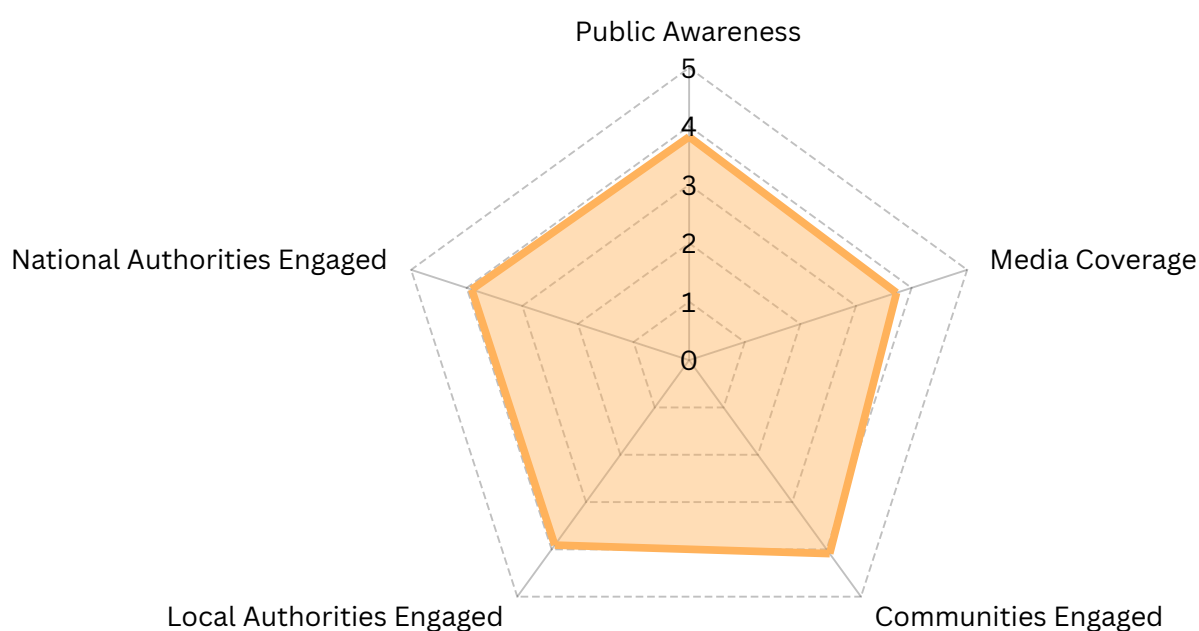 Public Awareness
5
4
3
2
1
0
National Authorities Engaged
Media Coverage
Local Authorities Engaged
Communities Engaged